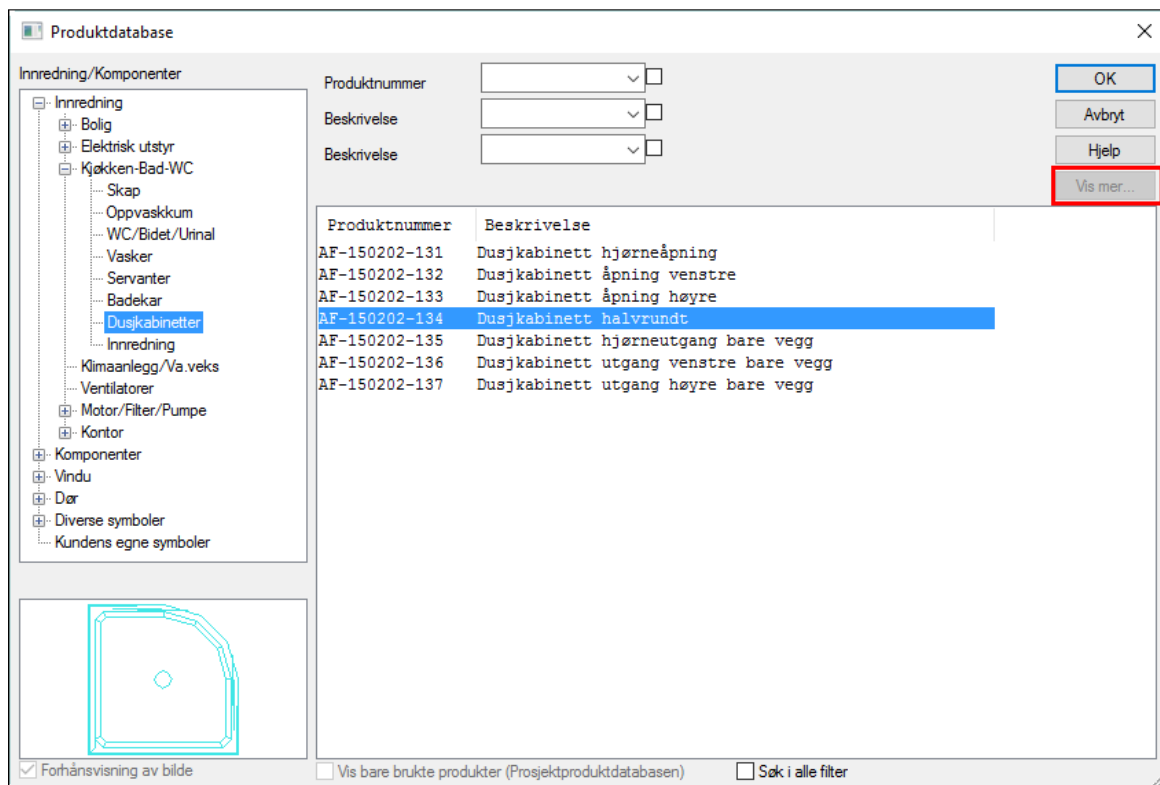 Produktdatabase
Innredning/Komponenter
Innredning
Bolig
Elektrisk utstyr
Kjøkken-Bad-WC
Skap
Oppvaskkum
WC/Bidet/Urinal
Vasker
Servanter
Badekar
Dusjkabinetter
Innredning
Klimaanlegg/Va.veks
Ventilatorer
Motor/Filter/Pumpe
Kontor
Komponenter
Vindu
Dør
Diverse symboler
Kundens egne symboler
Forhånsvisning av bilde
Produktnummer
Beskrivelse
Beskrivelse
OK
Avbryt
Hjelp
Vis mer...
Produktnummer Beskrivelse
AF-150202-131 Dusjkabinett hjørneåpning
AF-150202-132 Dusjkabinett åpning venstre
AF-150202-133 Dusjkabinett åpning høyre
AF-150202-134 Dusjkabinett halvrundt
AF-150202-135 Dusjkabinett hjørneutgang bare vegg
AF-150202-136 Dusjkabinett utgang venstre bare vegg
AF-150202-137 Dusjkabinett utgang høyre bare vegg
Vis bare brukte produkter (Prosjektproduktdatabasen) Søk i alle filter